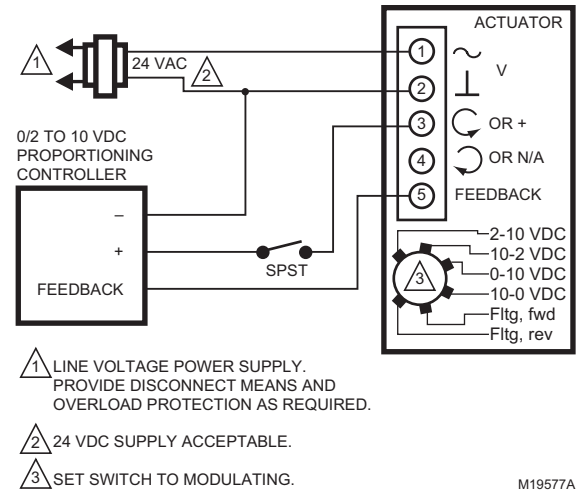 ACTUATOR
1
24 VAC
2
1
2
3
4
5
V
OR +
OR N/A
FEEDBACK
0/2 TO 10 VDC
PROPORTIONING
CONTROLLER
–
+
FEEDBACK
SPST
3
2-10 VDC
10-2 VDC
0-10 VDC
10-0 VDC
Fltg, fwd
Fltg, rev
1 LINE VOLTAGE POWER SUPPLY.
PROVIDE DISCONNECT MEANS AND
OVERLOAD PROTECTION AS REQUIRED.
2 24 VDC SUPPLY ACCEPTABLE.
3 SET SWITCH TO MODULATING.
M19577A